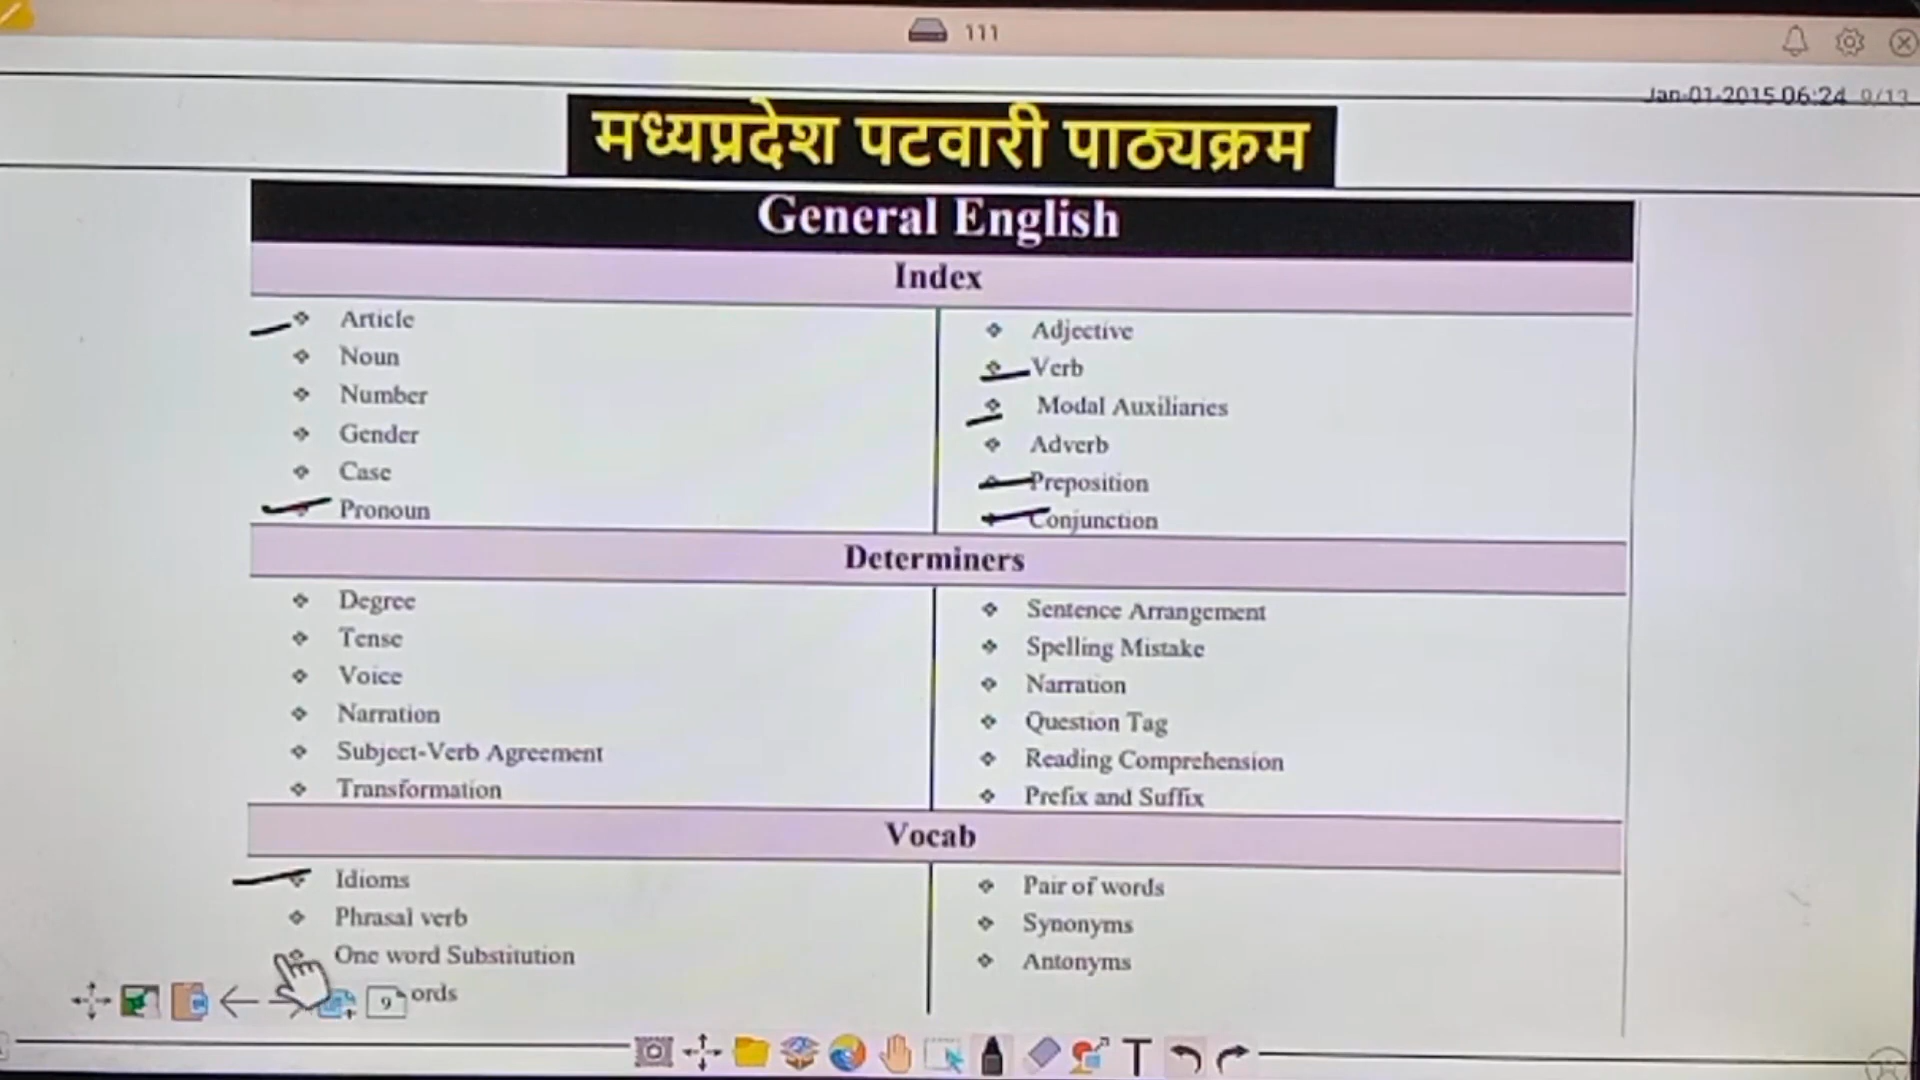 111
Jan-01-2015 06:24 9/13
मध्यप्रदेश पटवारी पाठ्यक्रम
General English
Index
Article
Noun
Number
Gender
Case
Pronoun
Adjective
Verb
Modal Auxiliaries
Adverb
Preposition
Conjunction
Determiners
Degree
Tense
Voice
Narration
Subject-Verb Agreement
Transformation
Sentence Arrangement
Spelling Mistake
Narration
Question Tag
Reading Comprehension
Prefix and Suffix
Vocab
Idioms
Phrasal verb
One word Substitution
ords
Pair of words
Synonyms
Antonyms
9
T